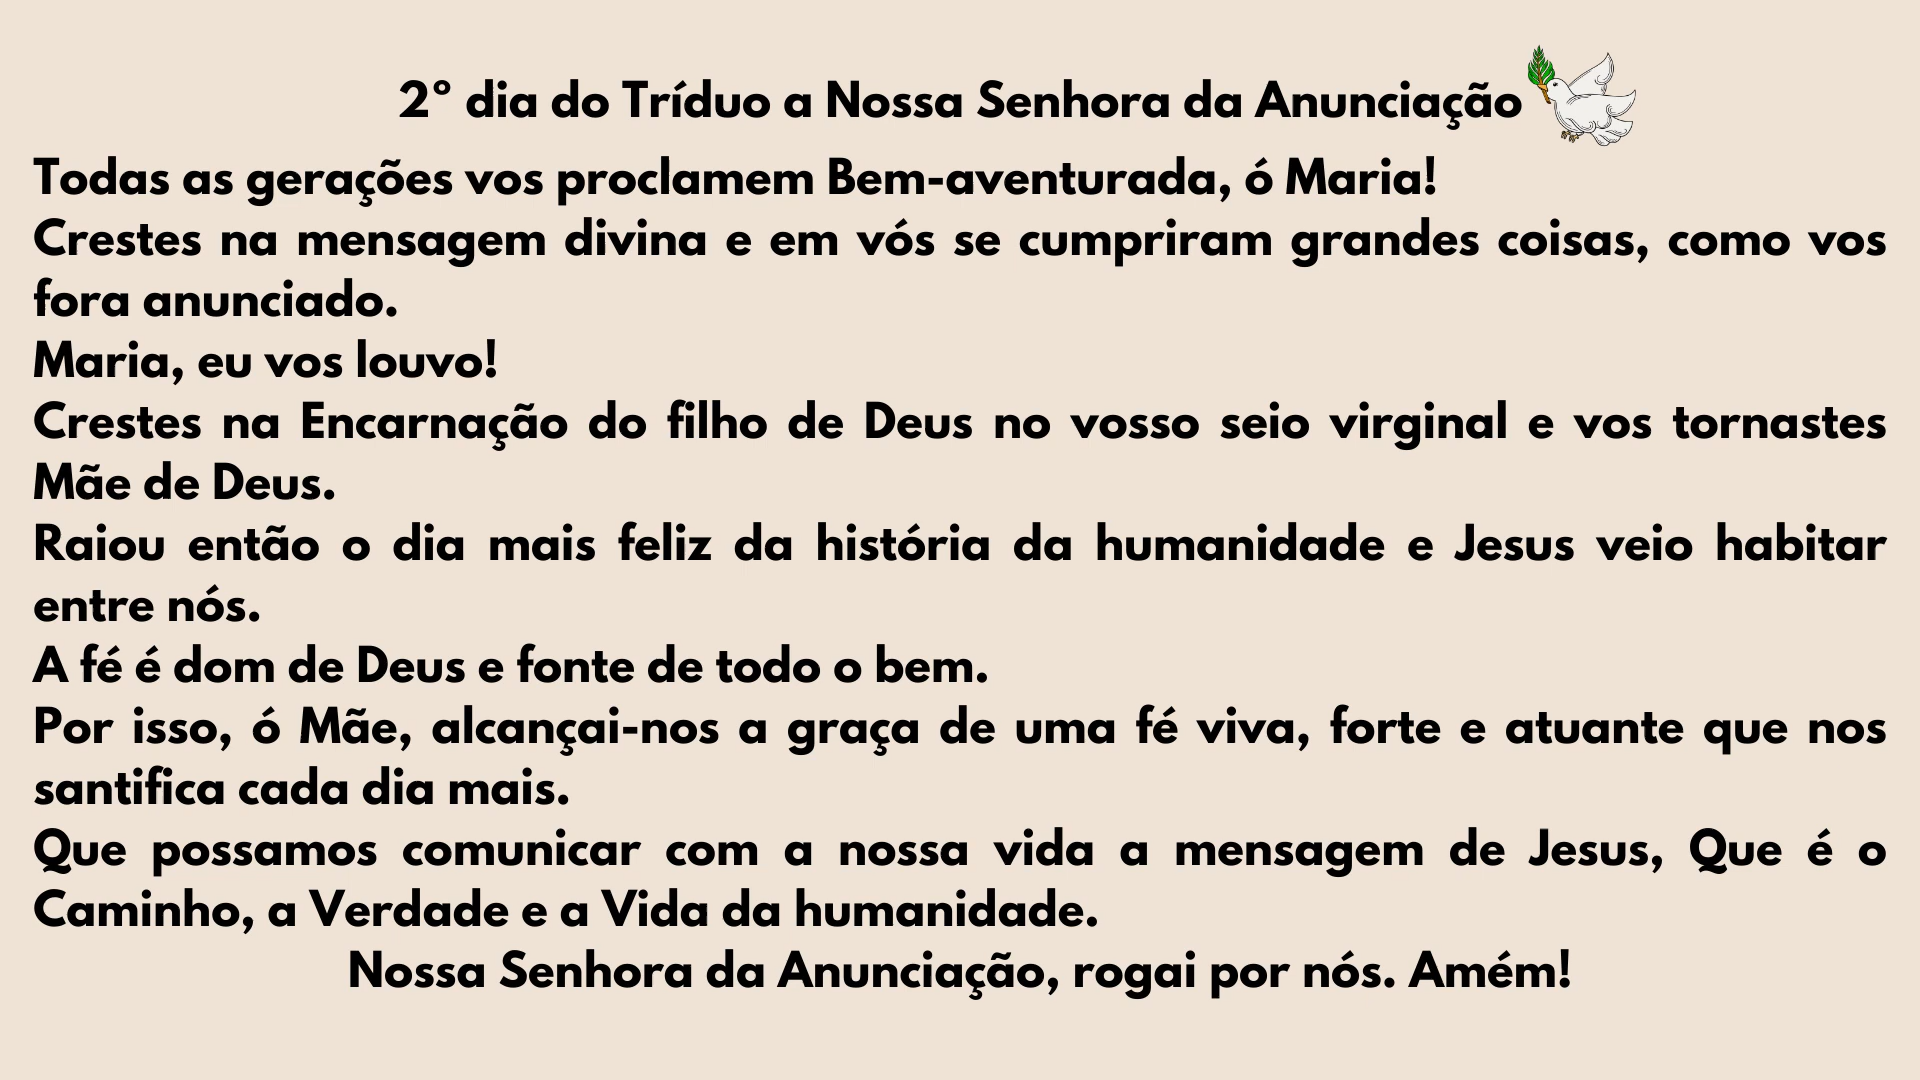 2º dia do Tríduo a Nossa Senhora da Anunciação
Todas as gerações vos proclamem Bem-aventurada, ó Maria!
Crestes na mensagem divina e em vós se cumpriram grandes coisas, como vos
fora anunciado.
Maria, eu vos louvo!
Crestes na Encarnação do filho de Deus no vosso seio virginal e vos tornastes
Mãe de Deus.
Raiou então o dia mais feliz da história da humanidade e Jesus veio habitar
entre nós.
A fé é dom de Deus e fonte de todo o bem.
Por isso, ó Mãe, alcançai-nos a graça de uma fé viva, forte e atuante que nos
santifica cada dia mais.
Que possamos comunicar com a nossa vida a mensagem de Jesus, Que é o
Caminho, a Verdade e a Vida da humanidade.
Nossa Senhora da Anunciação, rogai por nós. Amém!